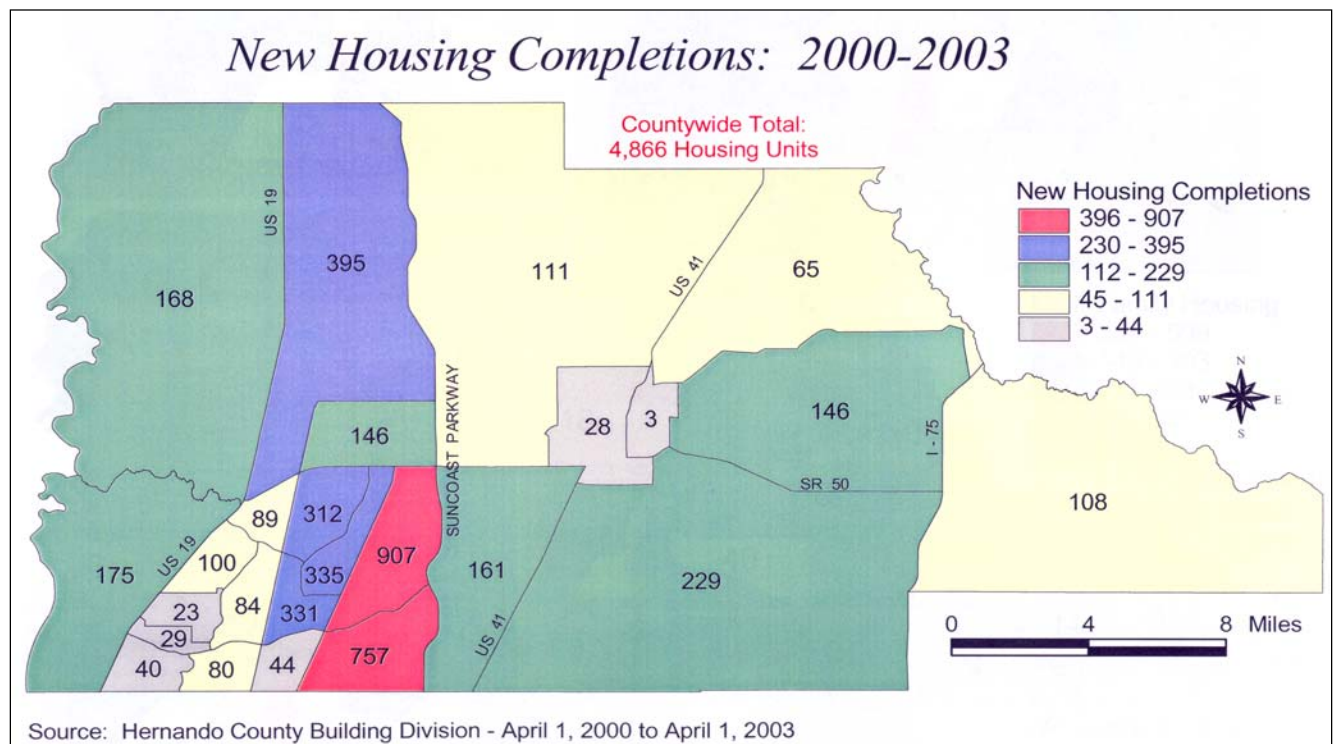 New Housing Completions: 2000-2003
Countywide Total:
4,866 Housing Units
New Housing Completions
396 - 907
230 - 395
112 - 229
45 - 111
3 - 44
US 19
395
111
US 41
65
168
N
W E
S
28
3
146
I - 75
SUNCOAST PARKWAY
146
SR 50
108
312
89
907
175
US 19
100
335
161
229
23
84
331
29
US 41
40
80
44
757
0 4 8 Miles
Source: Hernando County Building Division - April 1, 2000 to April 1, 2003